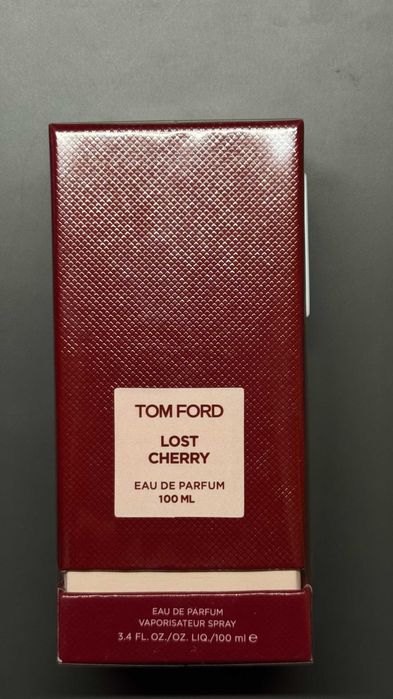 TOM FORD
LOST
CHERRY
EAU DE PARFUM
100 ML
EAU DE PARFUM
VAPORISATEUR SPRAY
3.4 FL. OZ./OZ. LIQ./100 ml ℮